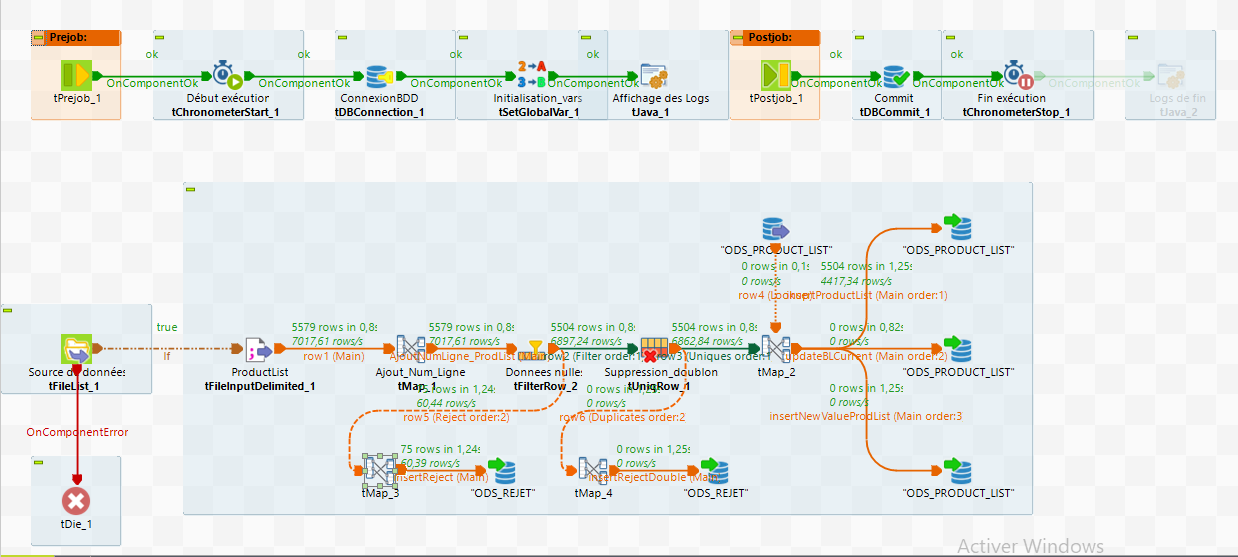 Prejob:
Postjob:
ok
ok
ok
ok
ok
ok
OnComponentOk
OnComponentOk
OnComponentOk
OnComponentOk
OnComponentOk
OnComponentOk
OnComponentOk
tPrejob_1
Début exécution
tChronometerStart_1
ConnexionBDD
tDBConnection_1
Initialisation_vars
tSetGlobalVar_1
Affichage des Logs
tJava_1
tPostjob_1
Commit
tDBCommit_1
Fin exécution
tChronometerStop_1
Logs de fin
tJava_2
"ODS_PRODUCT_LIST"
"ODS_PRODUCT_LIST"
0 rows in 0,1s
0 rows/s
row4 (Lookup)
5504 rows in 1,25s
4417,34 rows/s
insertProductList (Main order:1)
true
If
5579 rows in 0,8s
7017,61 rows/s
row1 (Main)
5579 rows in 0,8s
7017,61 rows/s
Ajout_NumLigne_ProdList (Main)
5504 rows in 0,8s
6897,24 rows/s
row2 (Filter order:1)
5504 rows in 0,8s
6862,84 rows/s
row3 (Uniques order:1
0 rows in 0,82s
0 rows/s
updateBLCurrent (Main order:2)
Source de données
tFileList_1
ProductList
tFileInputDelimited_1
Ajout_Num_Ligne
tMap_1
Donnees nulles
tFilterRow_2
Suppression_doublon
tUniqRow_1
tMap_2
"ODS_PRODUCT_LIST"
75 rows in 1,24s
60,44 rows/s
row5 (Reject order:2)
0 rows in 1,25s
0 rows/s
row6 (Duplicates order:2
0 rows in 1,25s
0 rows/s
insertNewValueProdList (Main order:3
OnComponentError
75 rows in 1,24s
60,39 rows/s
insertReject (Main)
0 rows in 1,25s
0 rows/s
insertRejectDouble (Main)
tMap_3
"ODS_REJET"
tMap_4
"ODS_REJET"
"ODS_PRODUCT_LIST"
tDie_1
Activer Windows